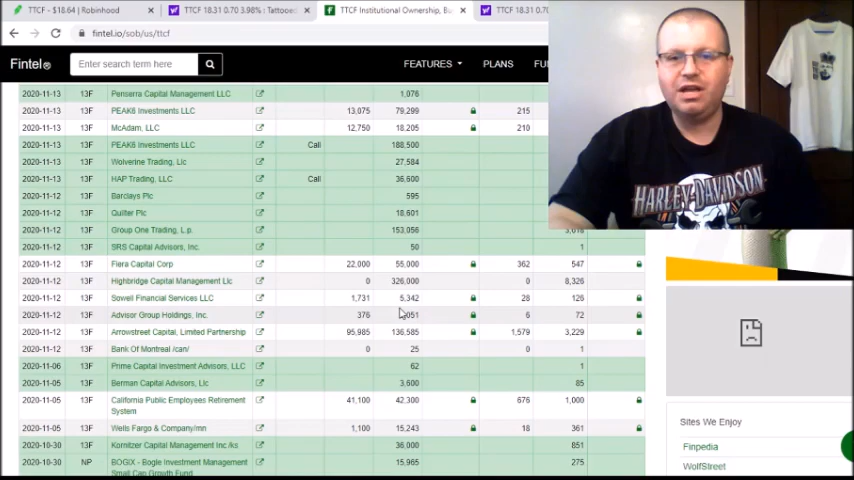 TTCF - $18.64 | Robinhood
TTCF 18.31 0.70 3.98% : Tattooe
TTCF Institutional Ownership, Bu
TTCF 18.31 0.70
fintel.io/sob/us/ttcf
Fintel®
Enter search term here
FEATURES
PLANS
FU
2020-11-13 13F Penserra Capital Management LLC 1,076
2020-11-13 13F PEAK6 Investments LLC 13,075 79,299 215
2020-11-13 13F McAdam, LLC 12,750 18,205 210
2020-11-13 13F PEAK6 Investments LLC Call 188,500
2020-11-13 13F Wolverine Trading, Llc 27,584
2020-11-13 13F HAP Trading, LLC Call 36,600
2020-11-12 13F Barclays Plc 595
2020-11-12 13F Quilter Plc 18,601
2020-11-12 13F Group One Trading, L.p. 153,056
2020-11-12 13F SRS Capital Advisors, Inc. 50 1
2020-11-12 13F Fiera Capital Corp 22,000 55,000 362 547
2020-11-12 13F Highbridge Capital Management Llc 0 326,000 0 8,326
2020-11-12 13F Sowell Financial Services LLC 1,731 5,342 28 126
2020-11-12 13F Advisor Group Holdings, Inc. 376 051 6 72
2020-11-12 13F Arrowstreet Capital, Limited Partnership 95,985 136,585 1,579 3,229
2020-11-12 13F Bank Of Montreal /can/ 0 25 0 1
2020-11-06 13F Prime Capital Investment Advisors, LLC 62 1
2020-11-05 13F Berman Capital Advisors, Llc 3,600 85
2020-11-05 13F California Public Employees Retirement 41,100 42,300 676 1,000
System
2020-11-05 13F Wells Fargo & Company/mn 1,100 15,243 18 361
2020-10-30 13F Kornitzer Capital Management Inc /ks 36,000 851
2020-10-30 NP BOGIX - Bogle Investment Management 15,965 275
Small Cap Growth Fund
HARLEY-DAVIDSON
Sites We Enjoy
Finpedia
WolfStreet